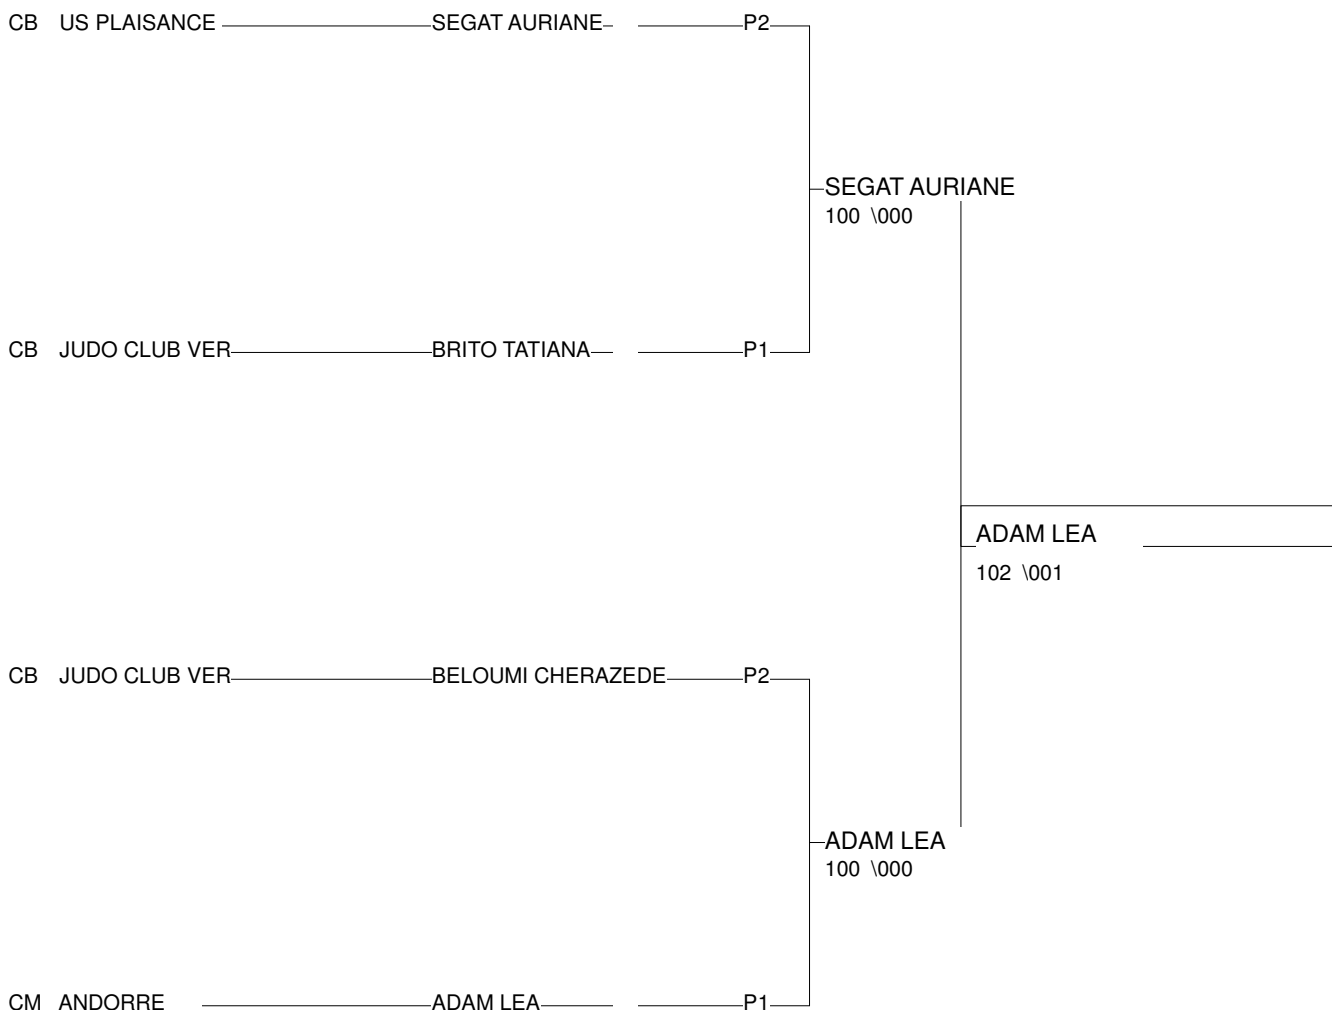 CB US PLAISANCE SEGAT AURIANE P2
SEGAT AURIANE
100 \000
CB JUDO CLUB VER BRITO TATIANA P1
ADAM LEA
102 \001
CB JUDO CLUB VER BELOUMI CHERAZEDE P2
ADAM LEA
100 \000
CM ANDORRE ADAM LEA P1